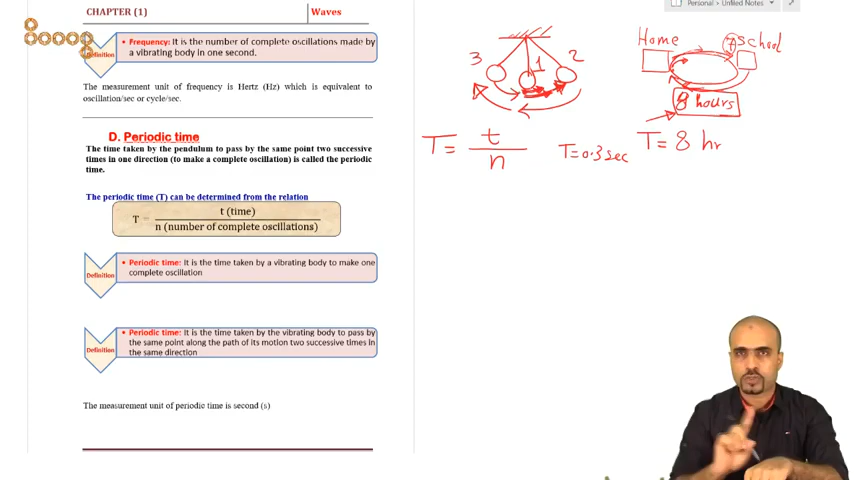 CHAPTER (1)
Waves
Personal > Unfiled Notes
Definition
• Frequency: It is the number of complete oscillations made by
a vibrating body in one second.
The measurement unit of frequency is Hertz (Hz) which is equivalent to
oscillation/sec or cycle/sec.
D. Periodic time
The time taken by the pendulum to pass by the same point two successive
times in one direction (to make a complete oscillation) is called the periodic
time.
The periodic time (T) can be determined from the relation
T = t (time)
n (number of complete oscillations)
Definition
• Periodic time: It is the time taken by a vibrating body to make one
complete oscillation
Definition
• Periodic time: It is the time taken by the vibrating body to pass by
the same point along the path of its motion two successive times in
the same direction
The measurement unit of periodic time is second (s)
3 1 2
Home School
8 hours
T = t
n
T=0.3 sec
T= 8 hr